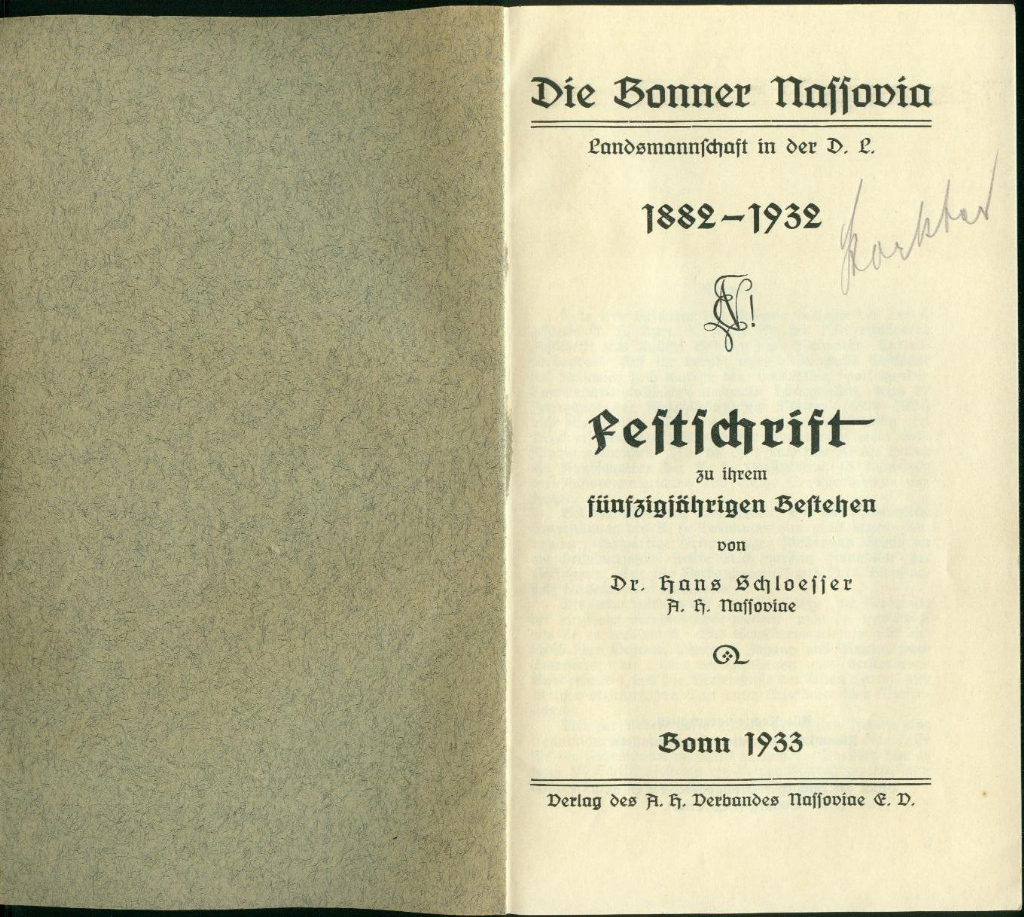 Die Bonner Naſſovia
Landsmannſchaft in der D. L.
1882–1932
Feſtſchrift
zu ihrem
fünfzigjährigen Beſtehen
von
Dr. Hans Schloeſſer
A. H. Naſſoviae
Bonn 1933
Verlag des A. H. Verbandes Naſſoviae E. V.